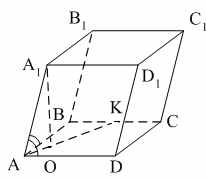 B₁ C₁
A₁ D₁
B K C
A O D